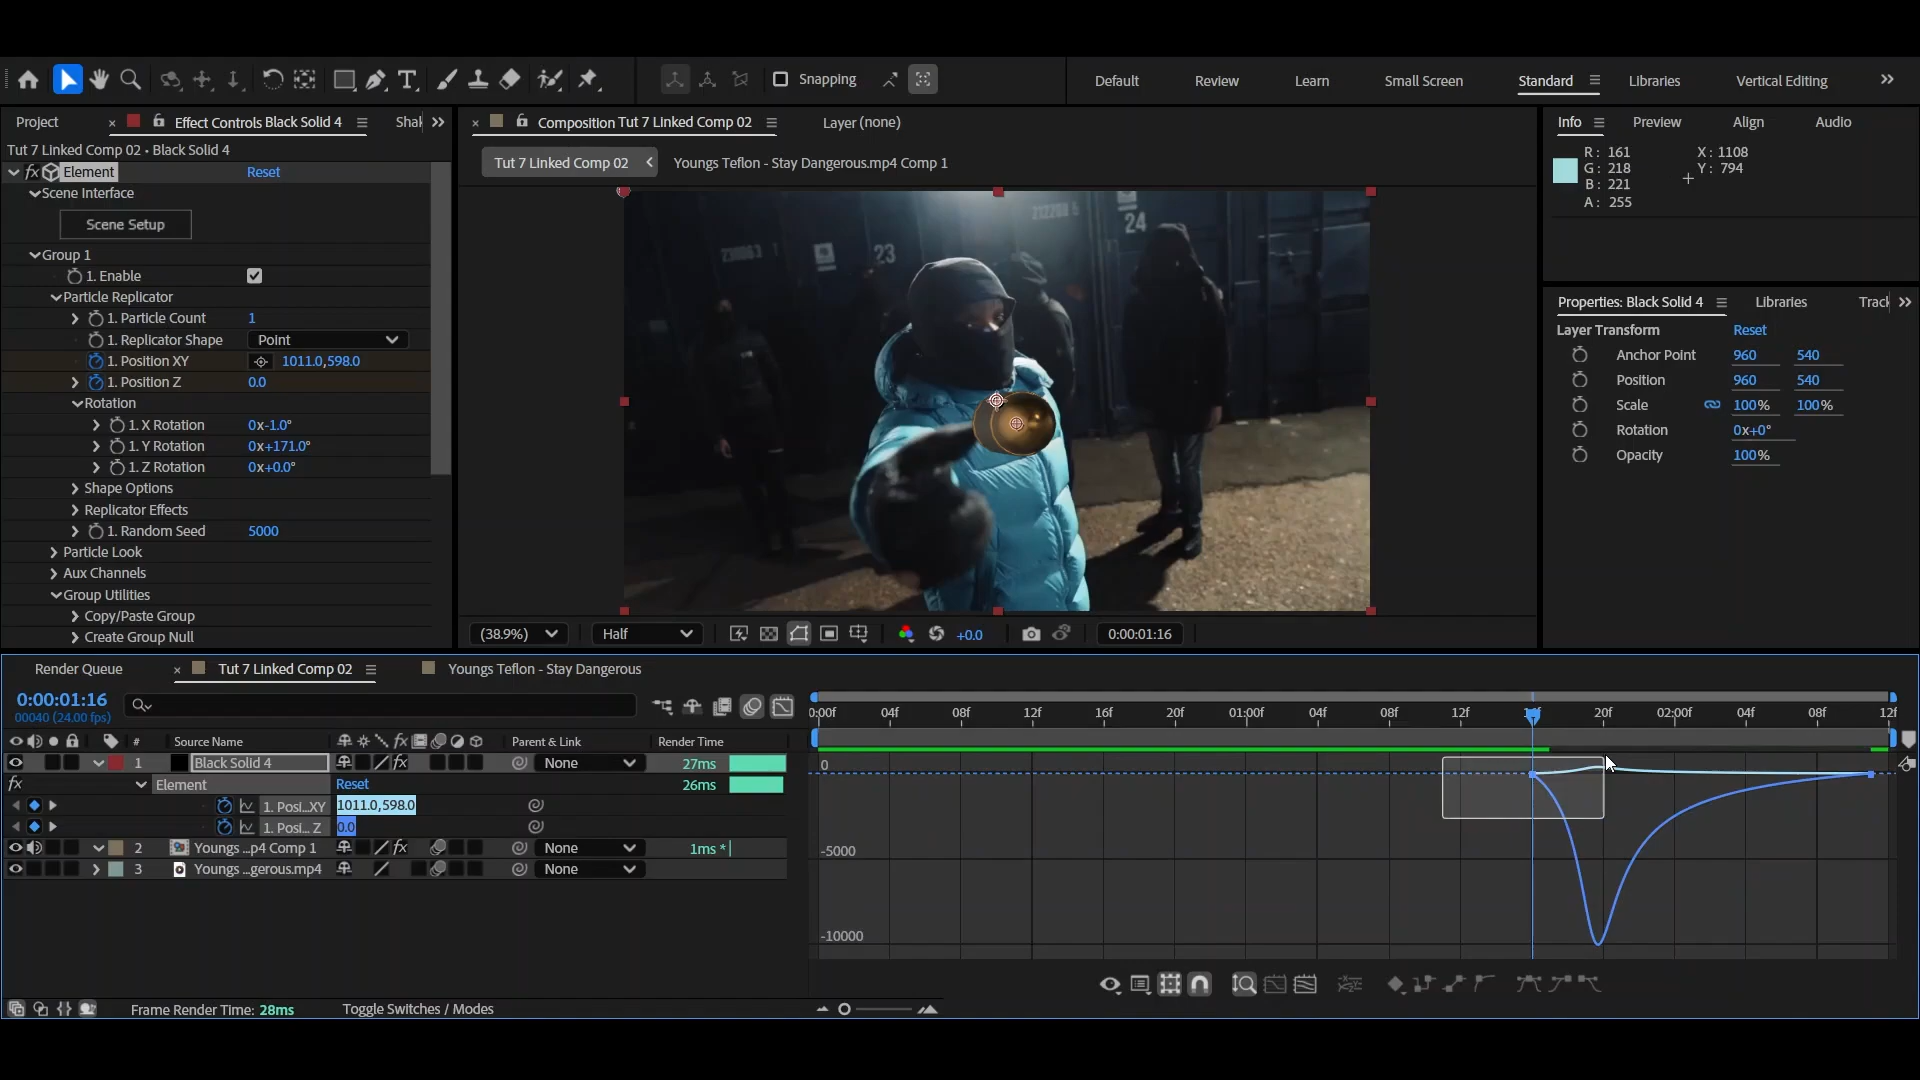 Snapping
Default
Review
Learn
Small Screen
Standard
Libraries
Vertical Editing
Project
Effect Controls Black Solid 4
Composition Tut 7 Linked Comp 02
Layer (none)
Info
Preview
Align
Audio
Tut 7 Linked Comp 02 • Black Solid 4
Tut 7 Linked Comp 02
Youngs Teflon - Stay Dangerous.mp4 Comp 1
R: 161
G: 218
B: 221
A: 255
X: 1108
Y: 794
fx Element Reset
Scene Interface
Scene Setup
Group 1
1. Enable
Particle Replicator
1. Particle Count 1
1. Replicator Shape Point
1. Position XY 1011.0,598.0
1. Position Z 0.0
Rotation
1. X Rotation 0x-1.0°
1. Y Rotation 0x+171.0°
1. Z Rotation 0x+0.0°
Shape Options
Replicator Effects
1. Random Seed 5000
Particle Look
Aux Channels
Group Utilities
Copy/Paste Group
Create Group Null
23
24
Properties: Black Solid 4
Libraries
Layer Transform Reset
Anchor Point 960 540
Position 960 540
Scale 100% 100%
Rotation 0x+0°
Opacity 100%
(38.9%)
Half
+0.0
0:00:01:16
Render Queue
Tut 7 Linked Comp 02
Youngs Teflon - Stay Dangerous
0:00:01:16
00040 (24.00 fps)
0:00f 04f 08f 12f 16f 20f 01:00f 04f 08f 12f 20f 02:00f 04f 08f 12f
# Source Name
fx
Parent & Link
Render Time
1 Black Solid 4 fx None 27ms
fx Element Reset 26ms
1. Posi...XY 1011.0,598.0
1. Posi... Z 0.0
2 Youngs ...p4 Comp 1 fx None 1ms *
3 Youngs ...gerous.mp4 None
0
-5000
-10000
Frame Render Time: 28ms
Toggle Switches / Modes